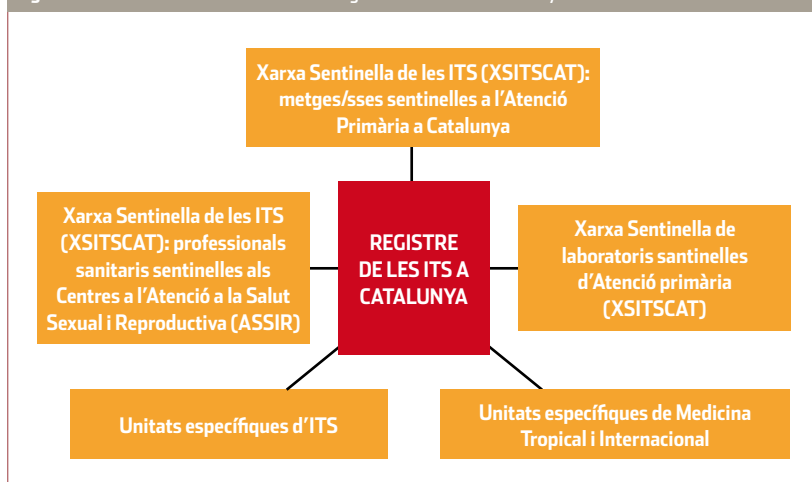 Xarxa Sentinella de les ITS (XSITSCAT):
metges/sses sentinelles a l'Atenció
Primària a Catalunya
Xarxa Sentinella de les ITS
(XSITSCAT): professionals
sanitaris sentinelles als
Centres a l'Atenció a la Salut
Sexual i Reproductiva (ASSIR)
REGISTRE
DE LES ITS A
CATALUNYA
Xarxa Sentinella de
laboratoris santinelles
d'Atenció primària
(XSITSCAT)
Unitats específiques d'ITS
Unitats específiques de Medicina
Tropical i Internacional